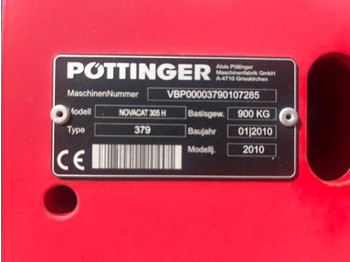 PÖTTINGER
Alois Pöttinger
Maschinenfabrik GmbH
A-4710 Grieskirchen
MaschinenNummer VBP00003790107285
Modell NOVACAT 305 H Basisgew. 900 KG
Type 379 Baujahr 01|2010
CE Modellj. 2010